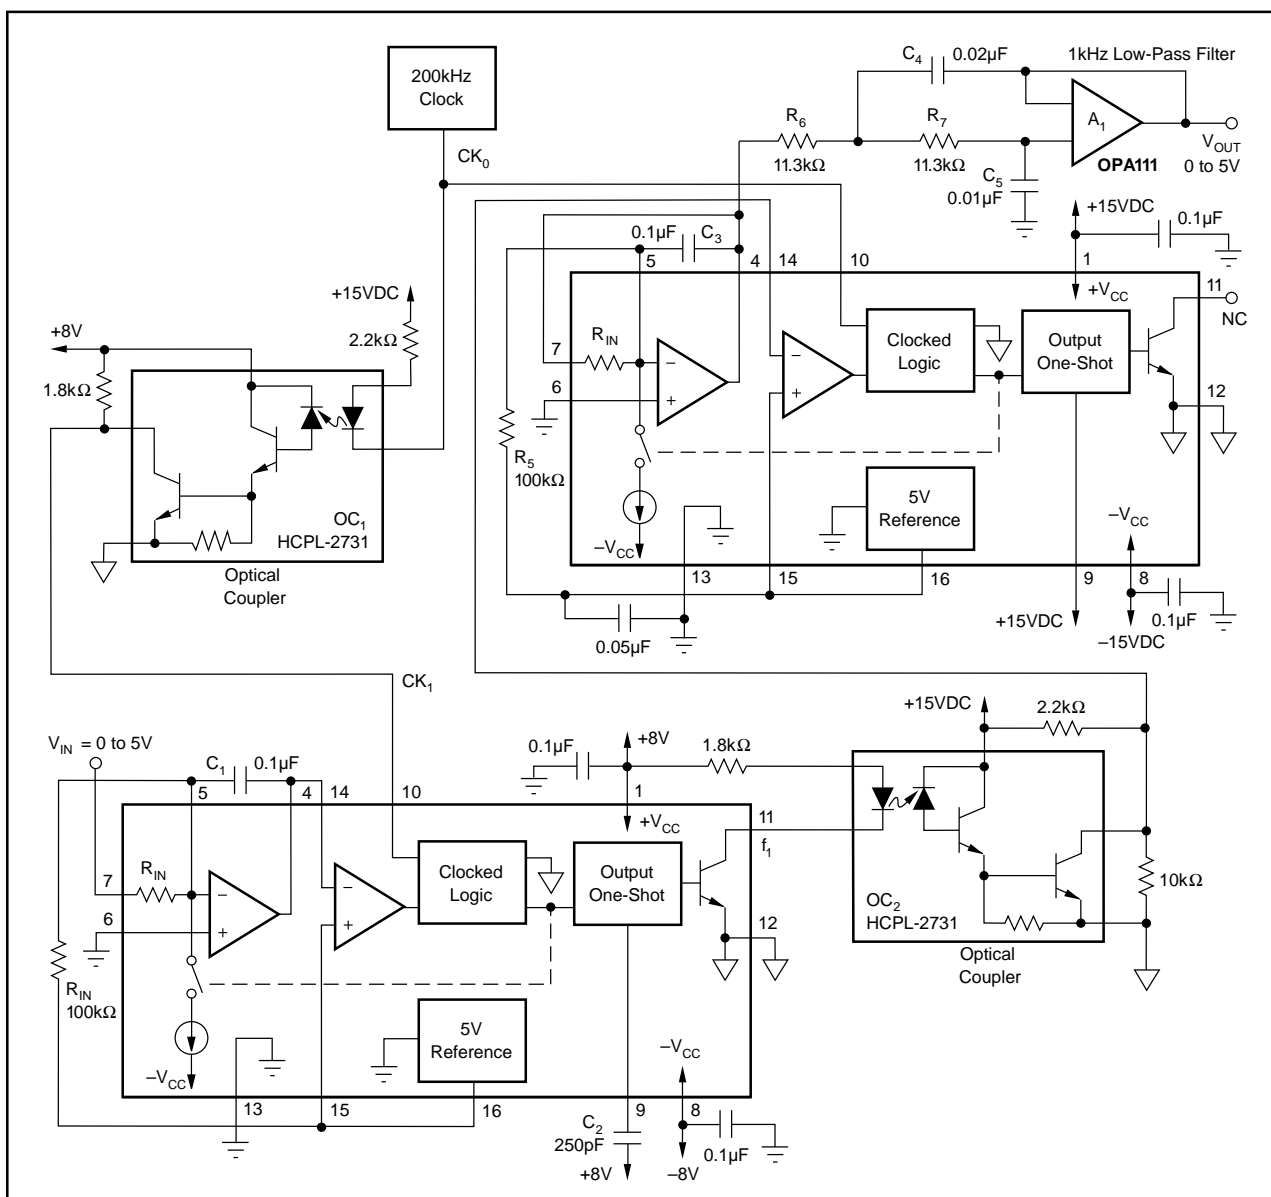 200kHz
Clock
CK0
C4
0.02µF
1kHz Low-Pass Filter
R6
11.3kΩ
R7
11.3kΩ
A1
OPA111
VOUT
0 to 5V
C5
0.01µF
+15VDC
0.1µF
0.1µF
C3
5
4
14
10
1
+VCC
11
NC
+15VDC
2.2kΩ
+8V
1.8kΩ
7
RIN
6
–
+
–
+
Clocked
Logic
Output
One-Shot
12
R5
100kΩ
OC1
HCPL-2731
Optical
Coupler
5V
Reference
–VCC
–VCC
13
15
16
9
8
0.05µF
+15VDC
–15VDC
0.1µF
CK1
+15VDC
2.2kΩ
VIN = 0 to 5V
C1
0.1µF
0.1µF
+8V
1.8kΩ
5
4
14
10
1
+VCC
11
f1
7
RIN
6
–
+
–
+
Clocked
Logic
Output
One-Shot
12
OC2
HCPL-2731
10kΩ
Optical
Coupler
RIN
100kΩ
5V
Reference
–VCC
–VCC
13
15
16
9
8
C2
250pF
+8V
–8V
0.1µF